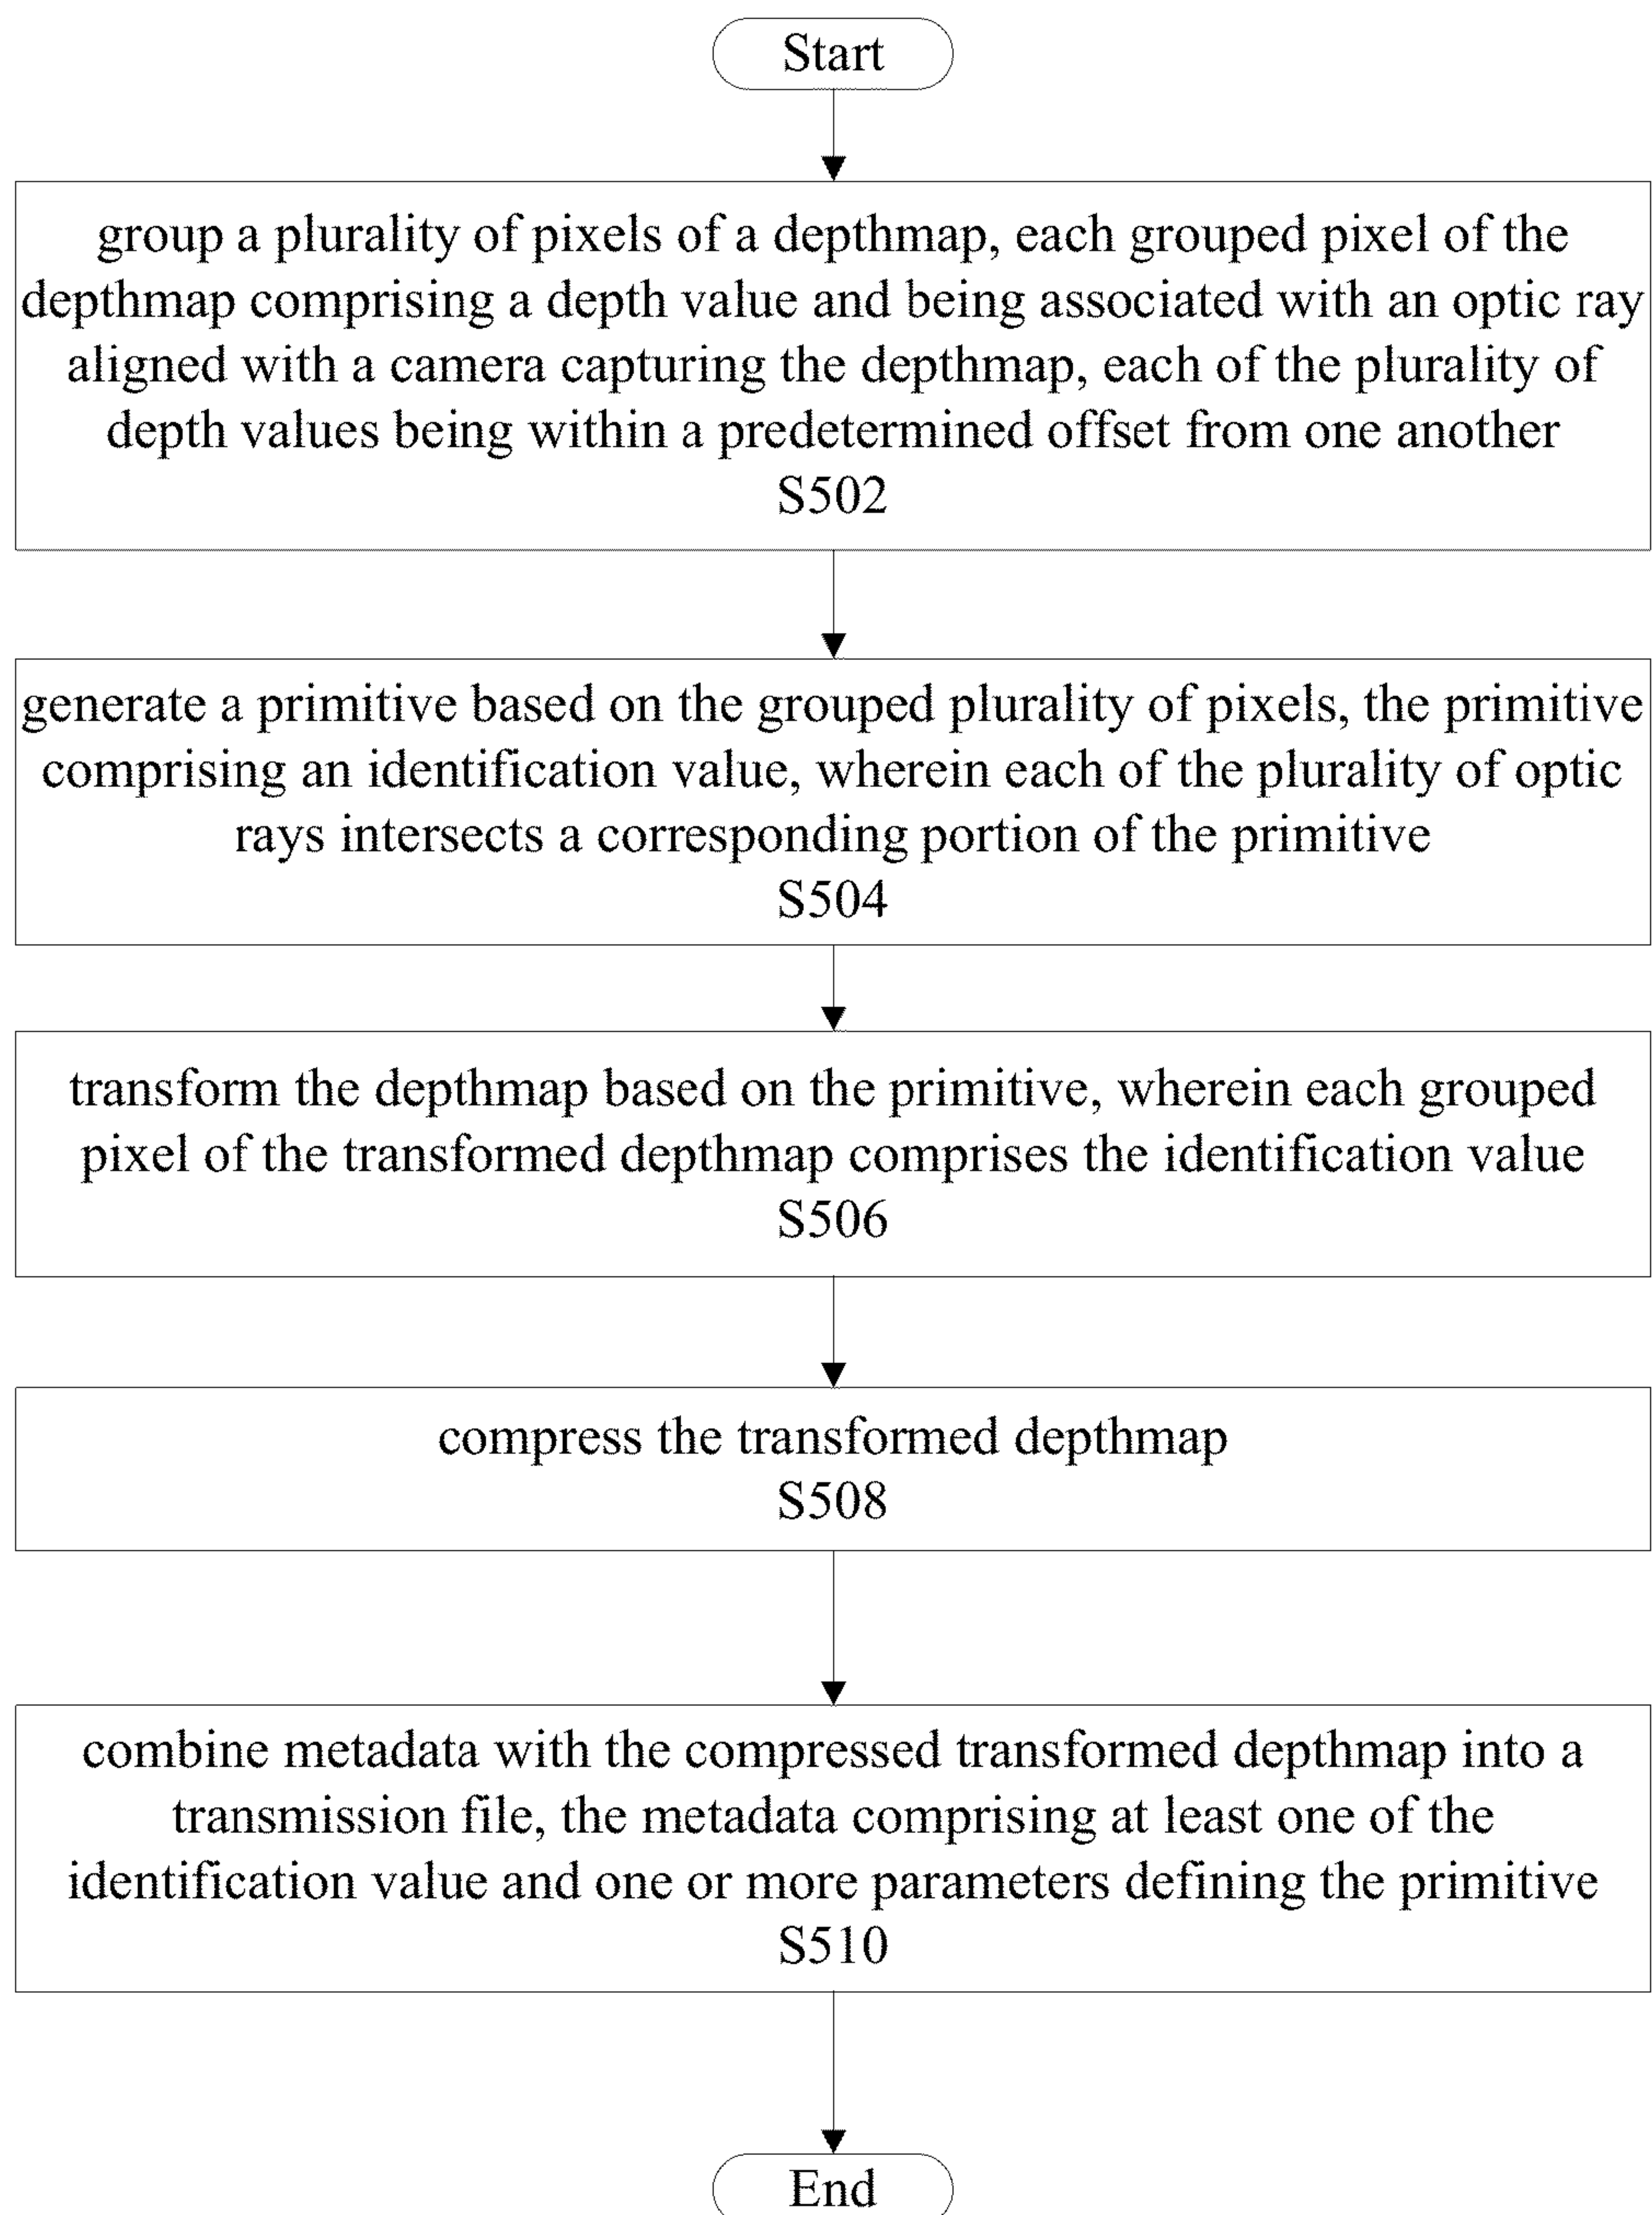 Start
group a plurality of pixels of a depthmap, each grouped pixel of the
depthmap comprising a depth value and being associated with an optic ray
aligned with a camera capturing the depthmap, each of the plurality of
depth values being within a predetermined offset from one another
S502
generate a primitive based on the grouped plurality of pixels, the primitive
comprising an identification value, wherein each of the plurality of optic
rays intersects a corresponding portion of the primitive
S504
transform the depthmap based on the primitive, wherein each grouped
pixel of the transformed depthmap comprises the identification value
S506
compress the transformed depthmap
S508
combine metadata with the compressed transformed depthmap into a
transmission file, the metadata comprising at least one of the
identification value and one or more parameters defining the primitive
S510
End